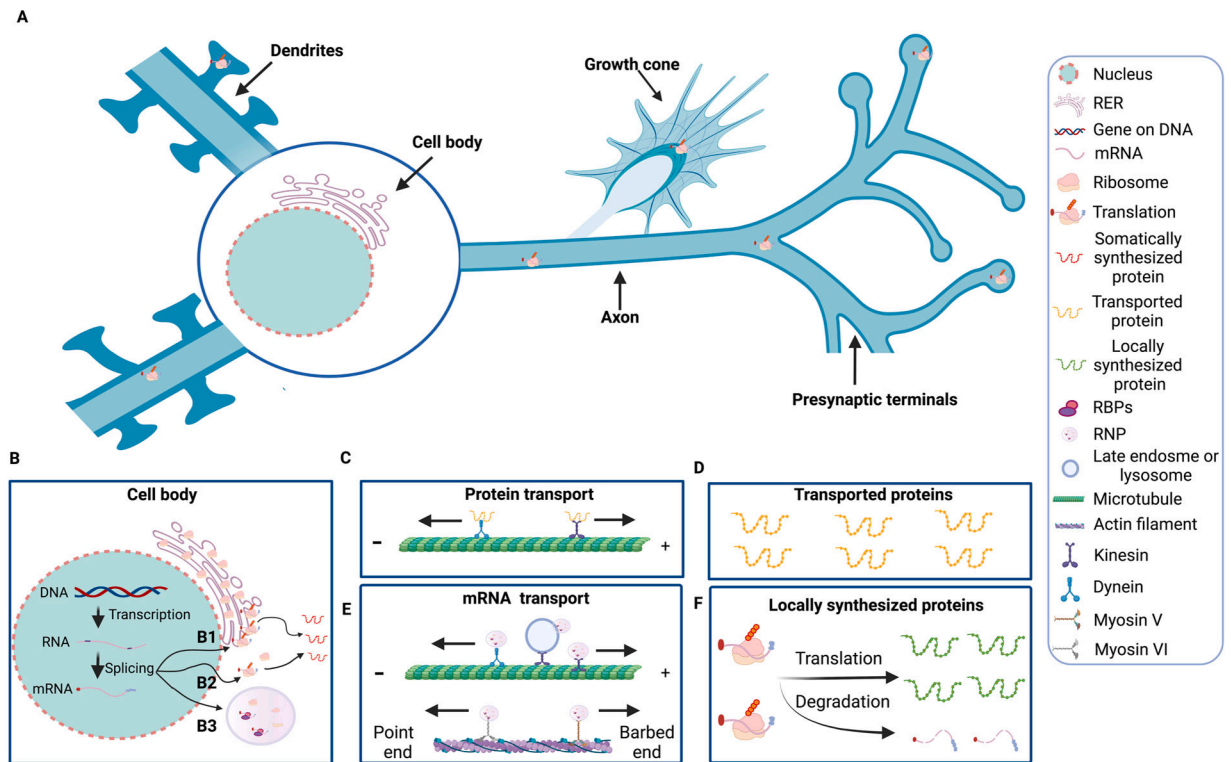 A
Dendrites
Growth cone
Cell body
Axon
Presynaptic terminals
Nucleus
RER
Gene on DNA
mRNA
Ribosome
Translation
Somatically
synthesized
protein
Transported
protein
Locally
synthesized
protein
RBPs
RNP
Late endosme or
lysosome
Microtubule
Actin filament
Kinesin
Dynein
Myosin V
Myosin VI
B
Cell body
DNA
Transcription
RNA
Splicing
mRNA
B1
B2
B3
C
Protein transport
-
+
D
Transported proteins
E
mRNA transport
-
+
Point
end
Barbed
end
F
Locally synthesized proteins
Translation
Degradation